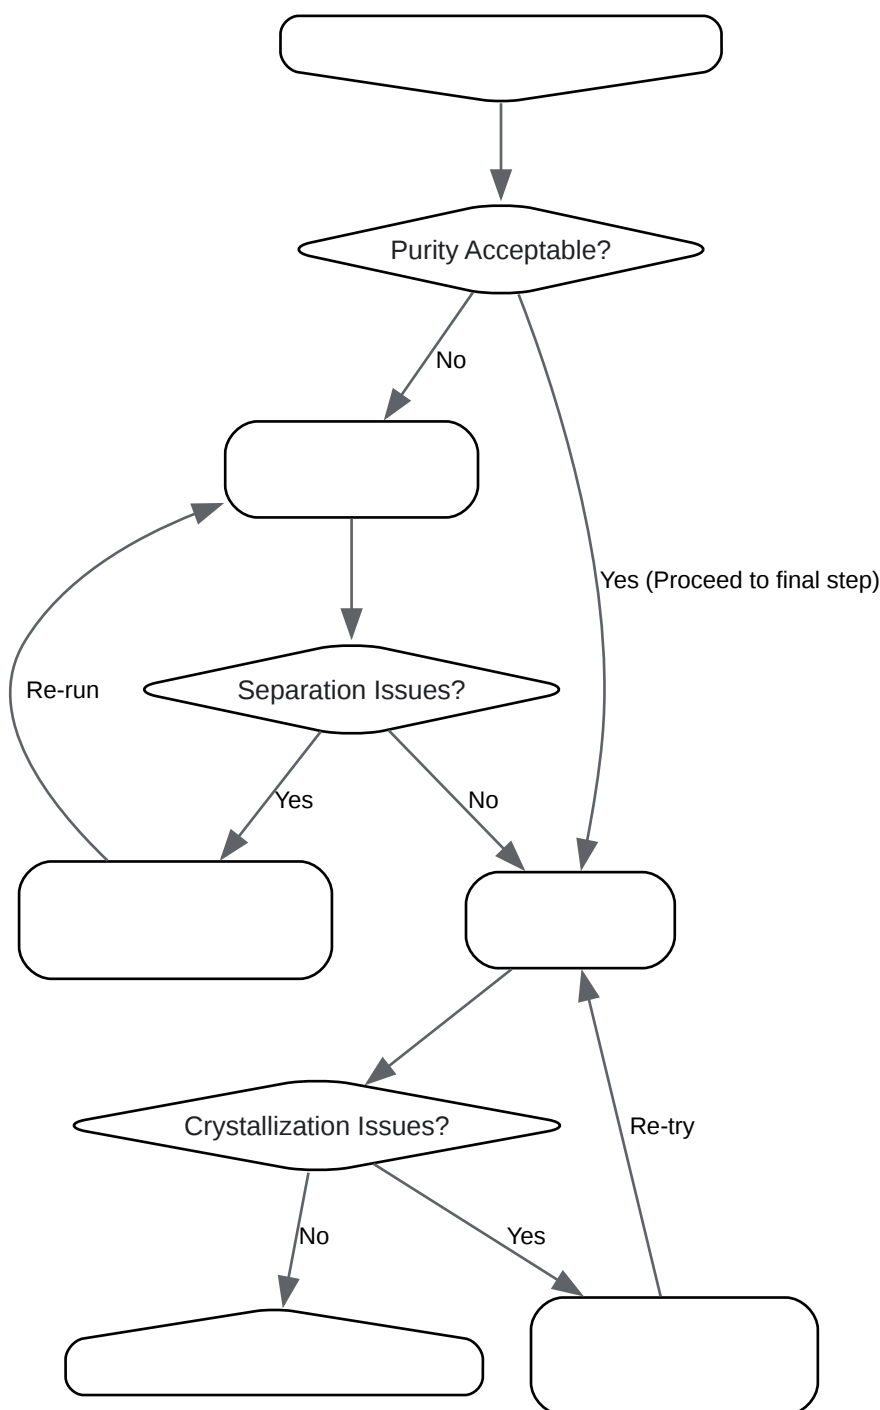 Purity Acceptable?
No
Yes (Proceed to final step)
Separation Issues?
Re-run
Yes
No
Crystallization Issues?
Re-try
No
Yes